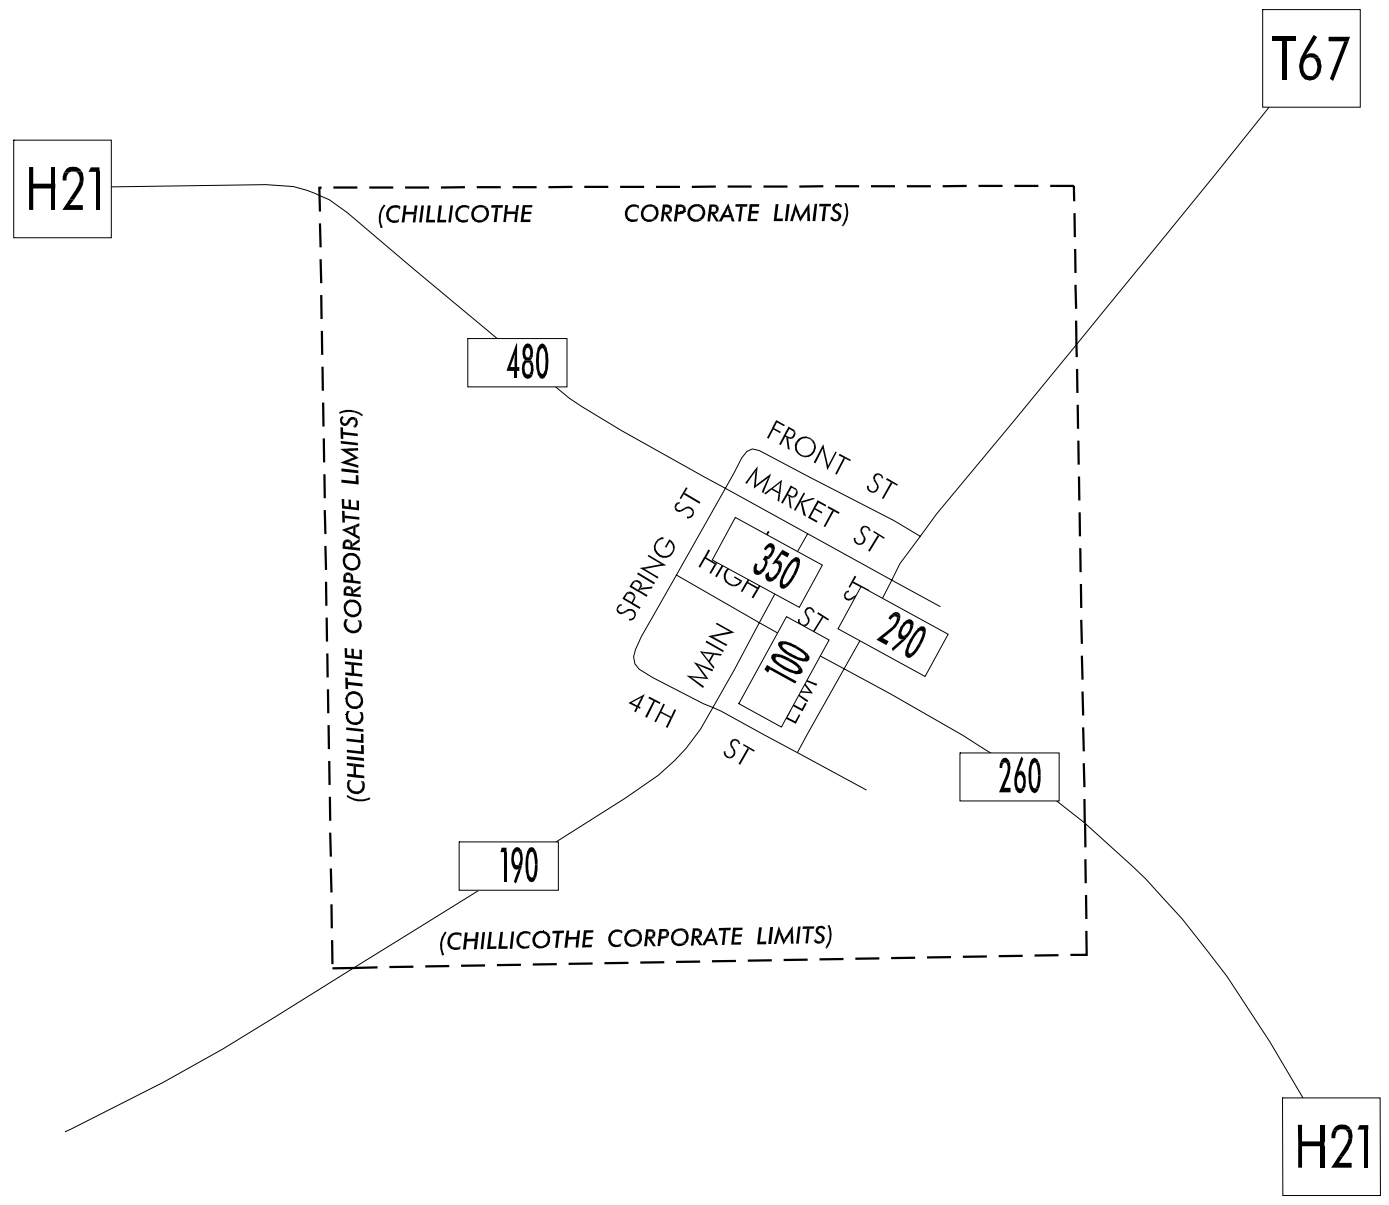 T67
H21
(CHILLICOTHE CORPORATE LIMITS)
480
(CHILLICOTHE CORPORATE LIMITS)
FRONT ST
MARKET ST
SPRING ST
350
HIGH ST
290
MAIN
100
ELM ST
4TH ST
260
190
(CHILLICOTHE CORPORATE LIMITS)
H21